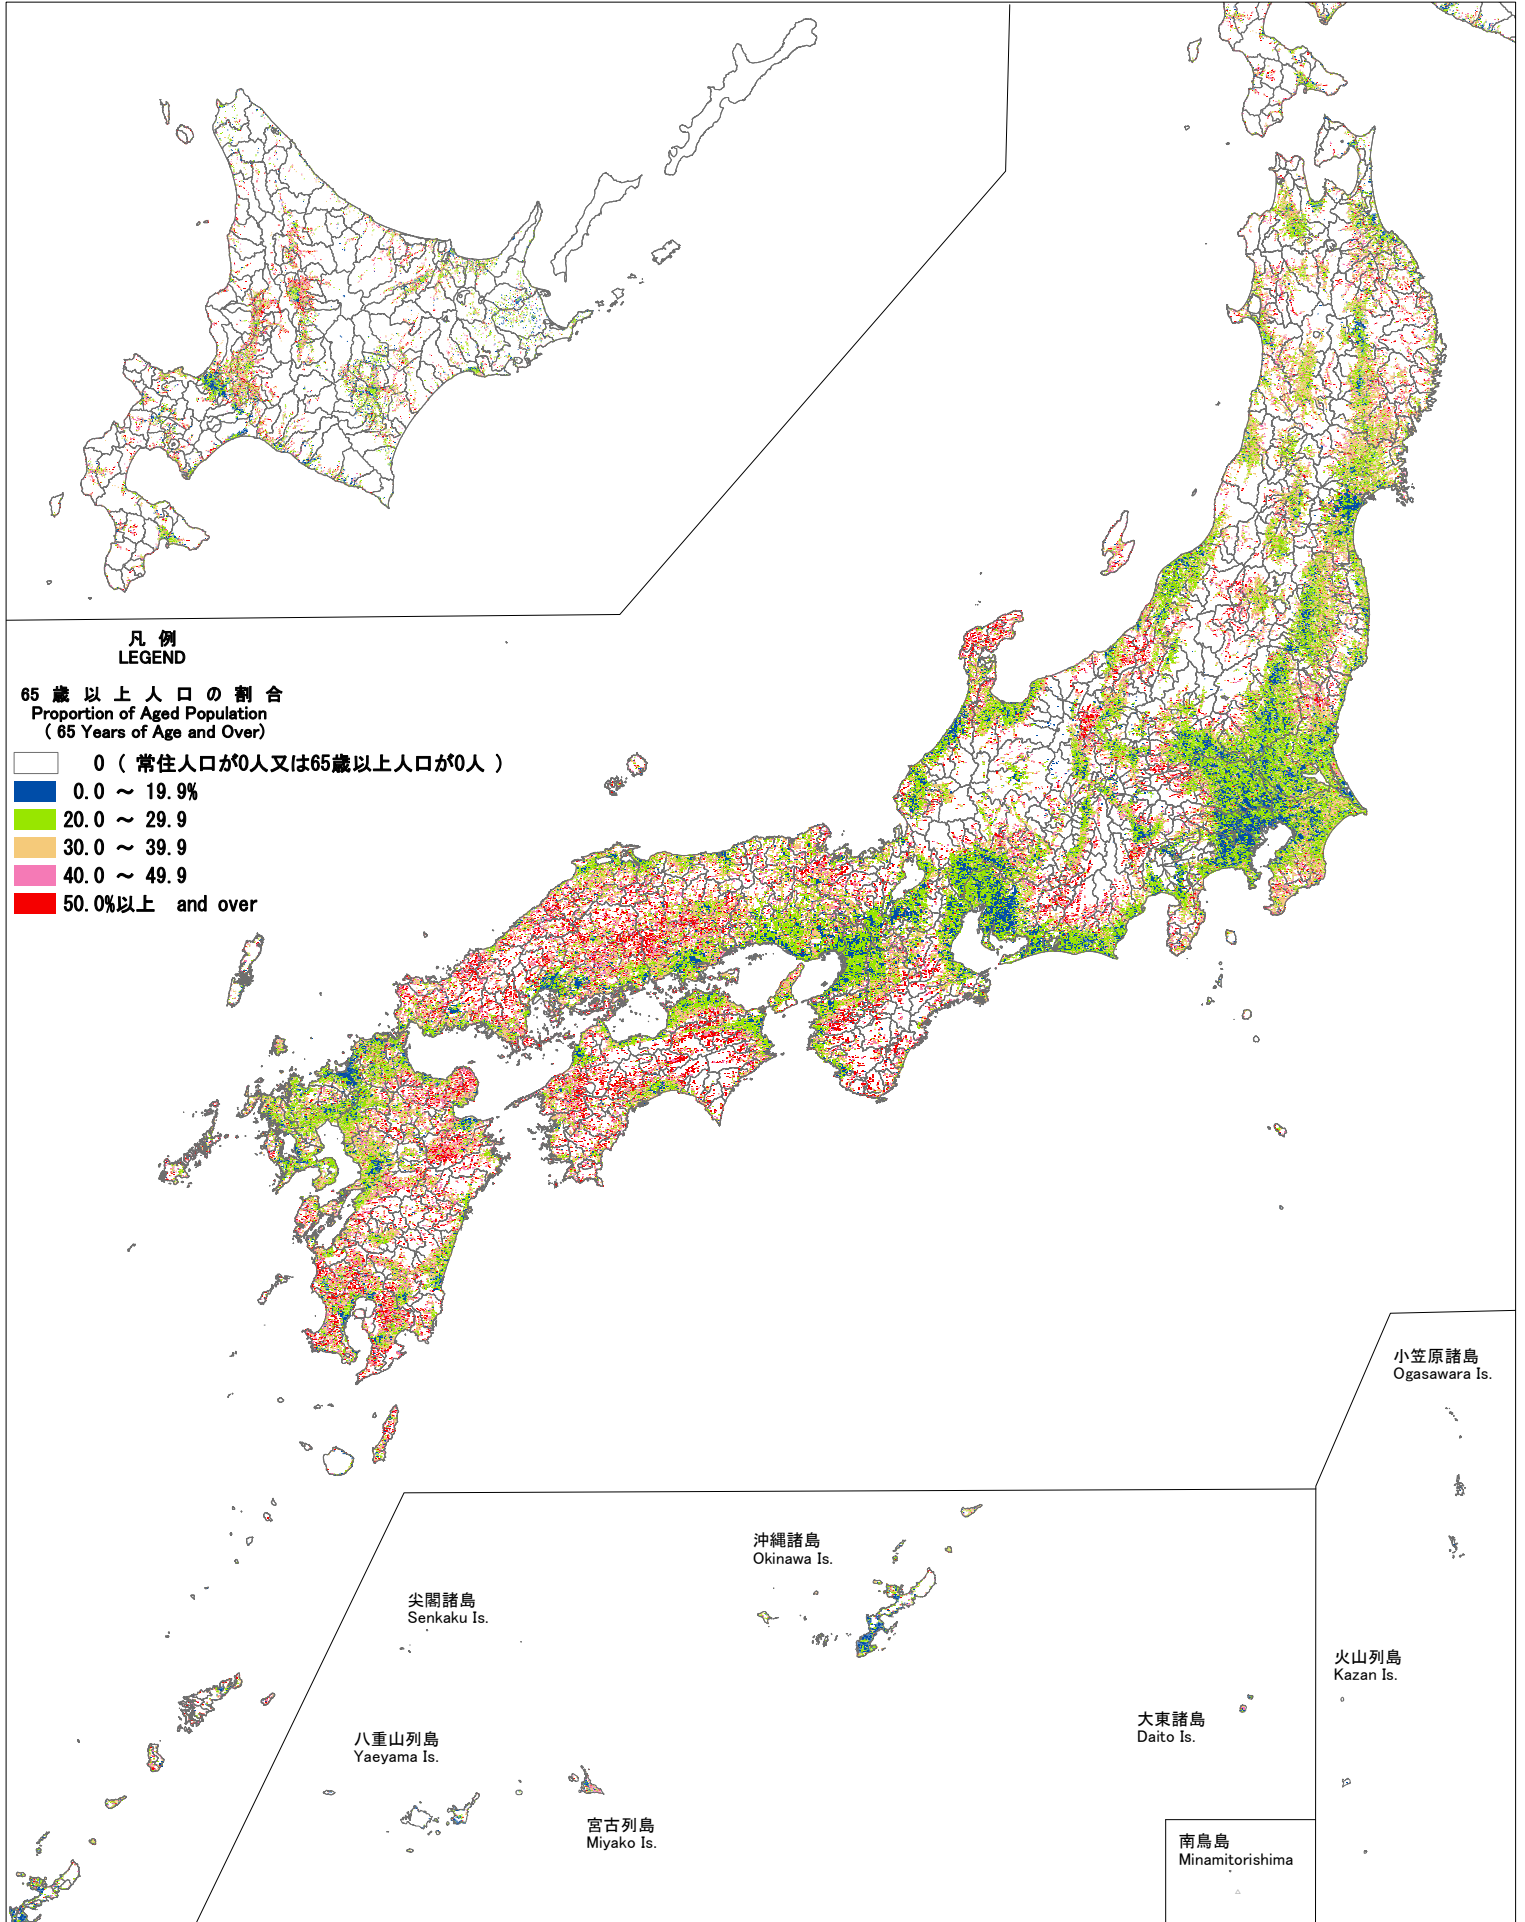 凡 例
LEGEND
65 歳 以 上 人 口 の 割 合
Proportion of Aged Population
( 65 Years of Age and Over)
0 ( 常住人口が0人又は65歳以上人口が0人 )
0.0 ～ 19.9%
20.0 ～ 29.9
30.0 ～ 39.9
40.0 ～ 49.9
50.0%以上 and over
小笠原諸島
Ogasawara Is.
沖縄諸島
Okinawa Is.
尖閣諸島
Senkaku Is.
火山列島
Kazan Is.
大東諸島
Daito Is.
八重山列島
Yaeyama Is.
宮古列島
Miyako Is.
南鳥島
Minamitorishima